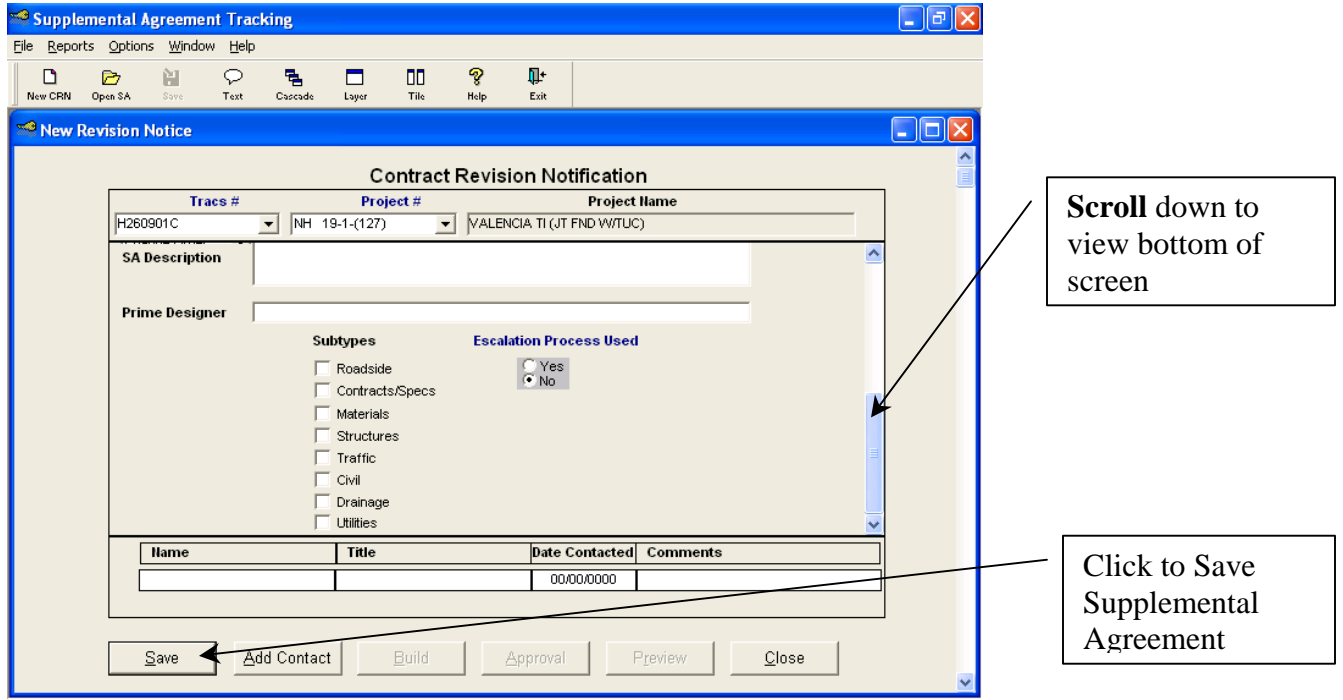 Supplemental Agreement Tracking
File Reports Options Window Help
New CRN Open SA Save Text Cascade Layer Tile Help Exit
New Revision Notice
Contract Revision Notification
Tracs # Project # Project Name
H260901C NH 19-1-(127) VALENCIA TI (JT FND W/TUC)
SA Description
Prime Designer
Subtypes Escalation Process Used
Roadside Yes
No
Contracts/Specs
Materials
Structures
Traffic
Civil
Drainage
Utilities
Name Title Date Contacted Comments
00/00/0000
Save Add Contact Build Approval Preview Close
Scroll down to
view bottom of
screen
Click to Save
Supplemental
Agreement